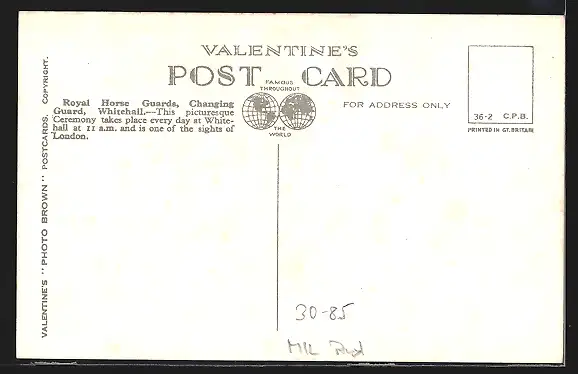 VALENTINE'S
POST CARD
FAMOUS
THROUGHOUT
THE
WORLD
FOR ADDRESS ONLY
36-2 C.P.B.
PRINTED IN GT. BRITAIN
Royal Horse Guards, Changing
Guard, Whitehall.—This picturesque
Ceremony takes place every day at White-
hall at 11 a.m. and is one of the sights of
London.
VALENTINE'S "PHOTO BROWN" POSTCARDS. COPYRIGHT.
30-85